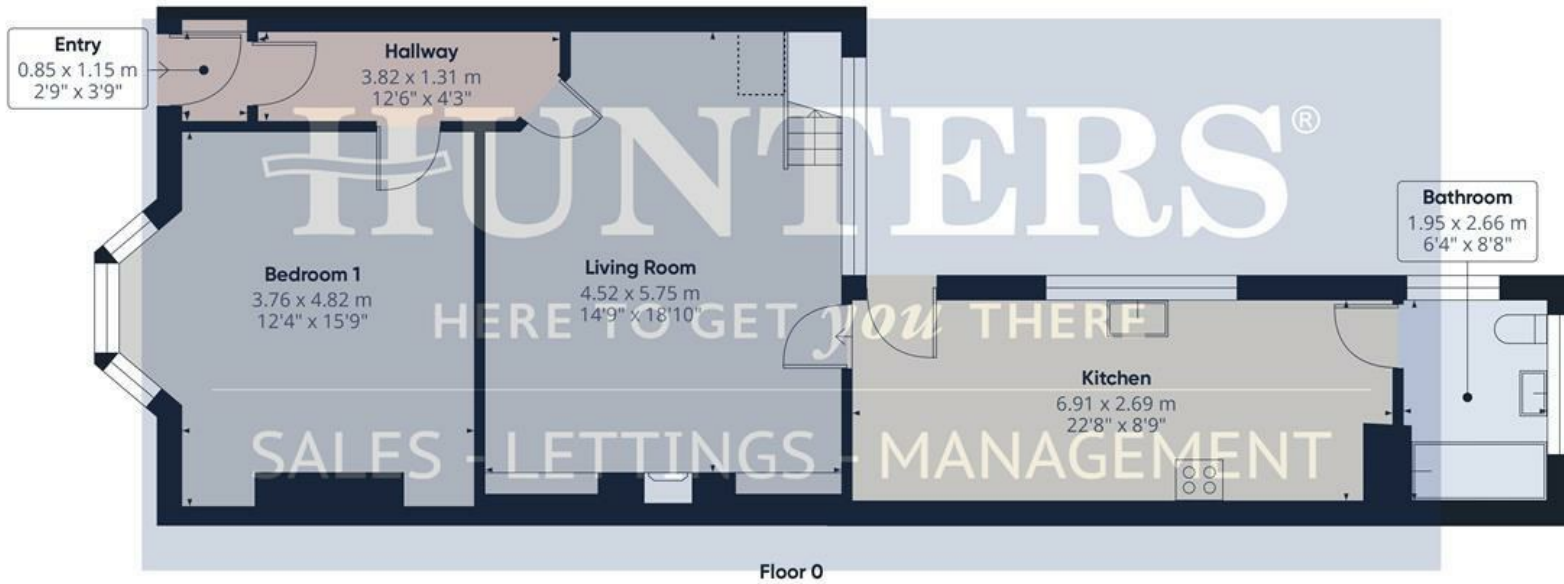 Entry
0.85 x 1.15 m
2'9" x 3'9"
Hallway
3.82 x 1.31 m
12'6" x 4'3"
HUNTERS®
Bathroom
1.95 x 2.66 m
6'4" x 8'8"
Bedroom 1
3.76 x 4.82 m
12'4" x 15'9"
Living Room
4.52 x 5.75 m
14'9" x 18'10"
HERE TO GET you THERE
Kitchen
6.91 x 2.69 m
22'8" x 8'9"
SALES - LETTINGS - MANAGEMENT
Floor 0